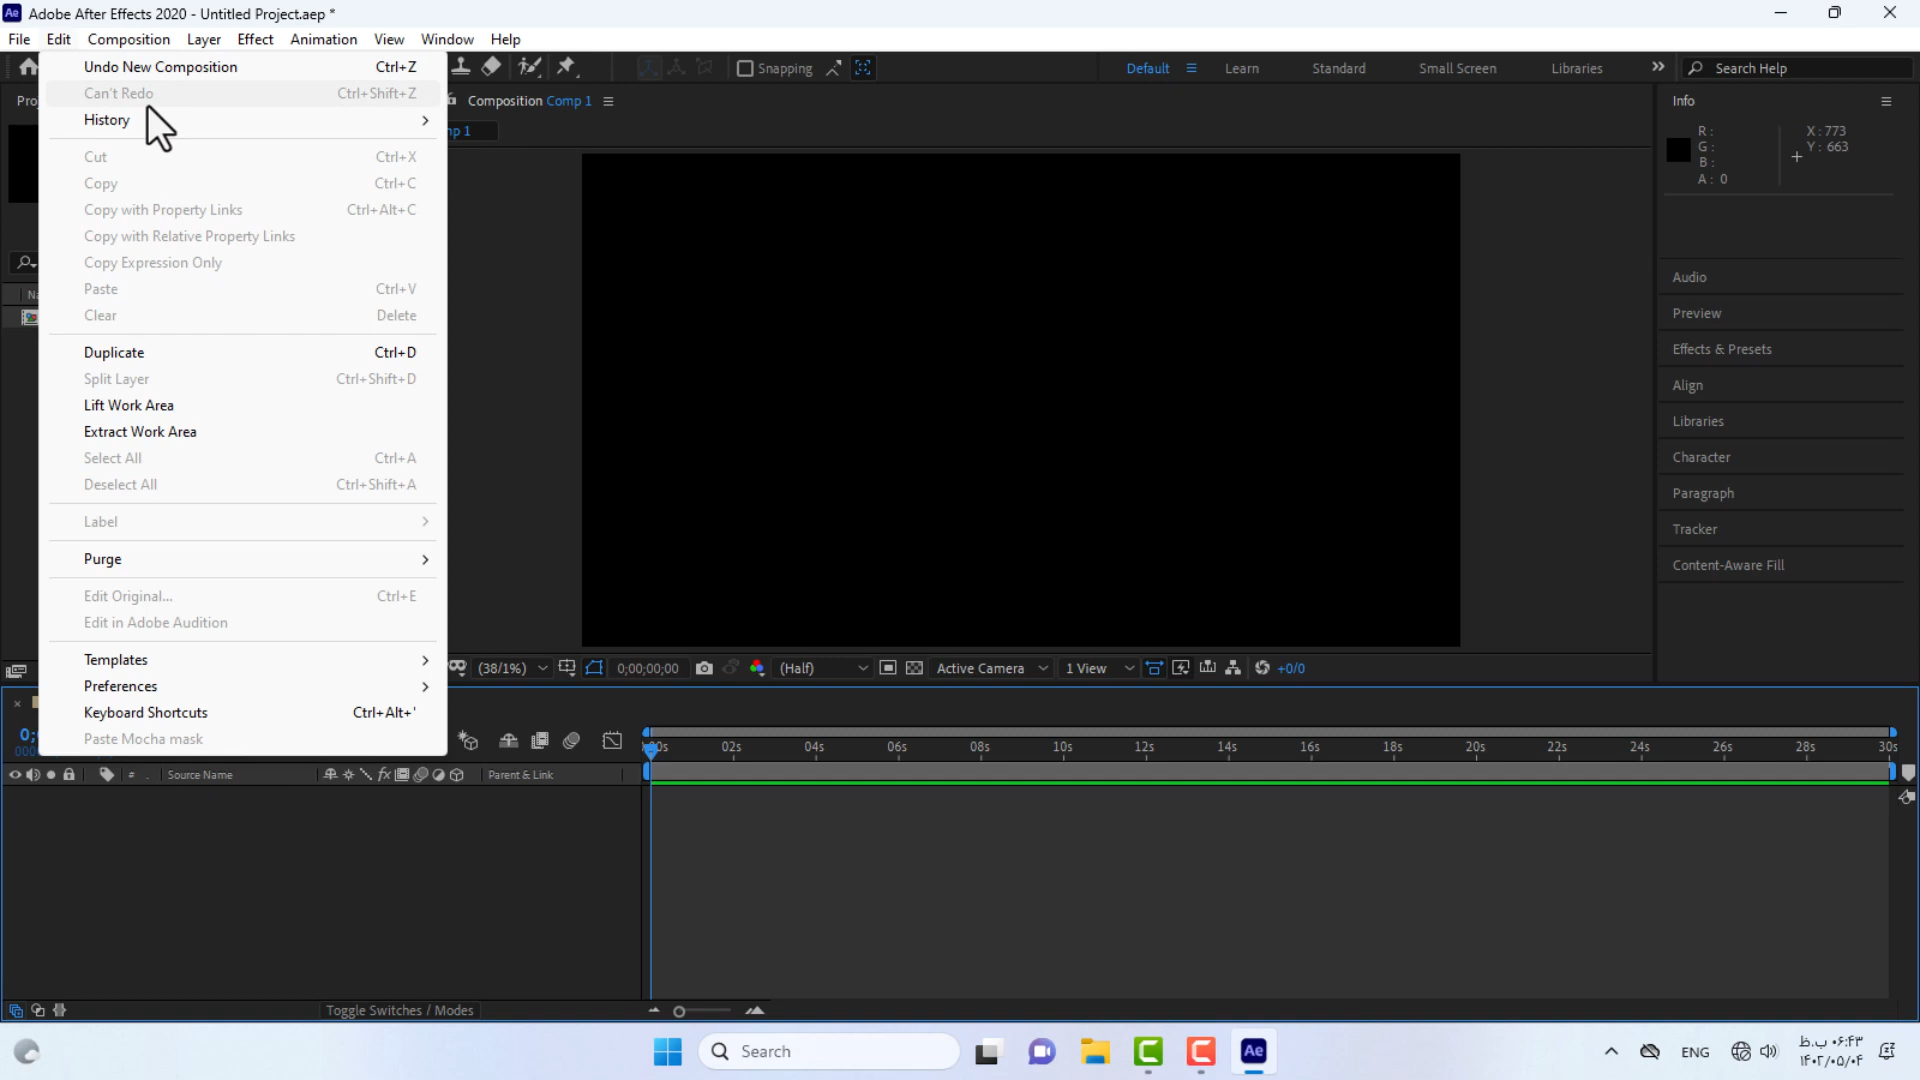 Adobe After Effects 2020 - Untitled Project.aep *
File Edit Composition Layer Effect Animation View Window Help
Snapping Default Learn Standard Small Screen Libraries Search Help
Undo New Composition Ctrl+Z
Can't Redo Ctrl+Shift+Z
History
Cut Ctrl+X
Copy Ctrl+C
Copy with Property Links Ctrl+Alt+C
Copy with Relative Property Links
Copy Expression Only
Paste Ctrl+V
Clear Delete
Duplicate Ctrl+D
Split Layer Ctrl+Shift+D
Lift Work Area
Extract Work Area
Select All Ctrl+A
Deselect All Ctrl+Shift+A
Label
Purge
Edit Original... Ctrl+E
Edit in Adobe Audition
Templates
Preferences
Keyboard Shortcuts Ctrl+Alt+'
Paste Mocha mask
Composition Comp 1
Info
R:
G:
B:
A: 0
X: 773
Y: 663
Audio
Preview
Effects & Presets
Align
Libraries
Character
Paragraph
Tracker
Content-Aware Fill
(38/1%) 0;00;00;00 (Half) Active Camera 1 View +0/0
02s 04s 06s 08s 10s 12s 14s 16s 18s 20s 22s 24s 26s 28s 30s
# Source Name fx Parent & Link
Toggle Switches / Modes
Search Ae ENG
۰۶:۴۳ ب.ظ
۱۴۰۲/۰۵/۰۴